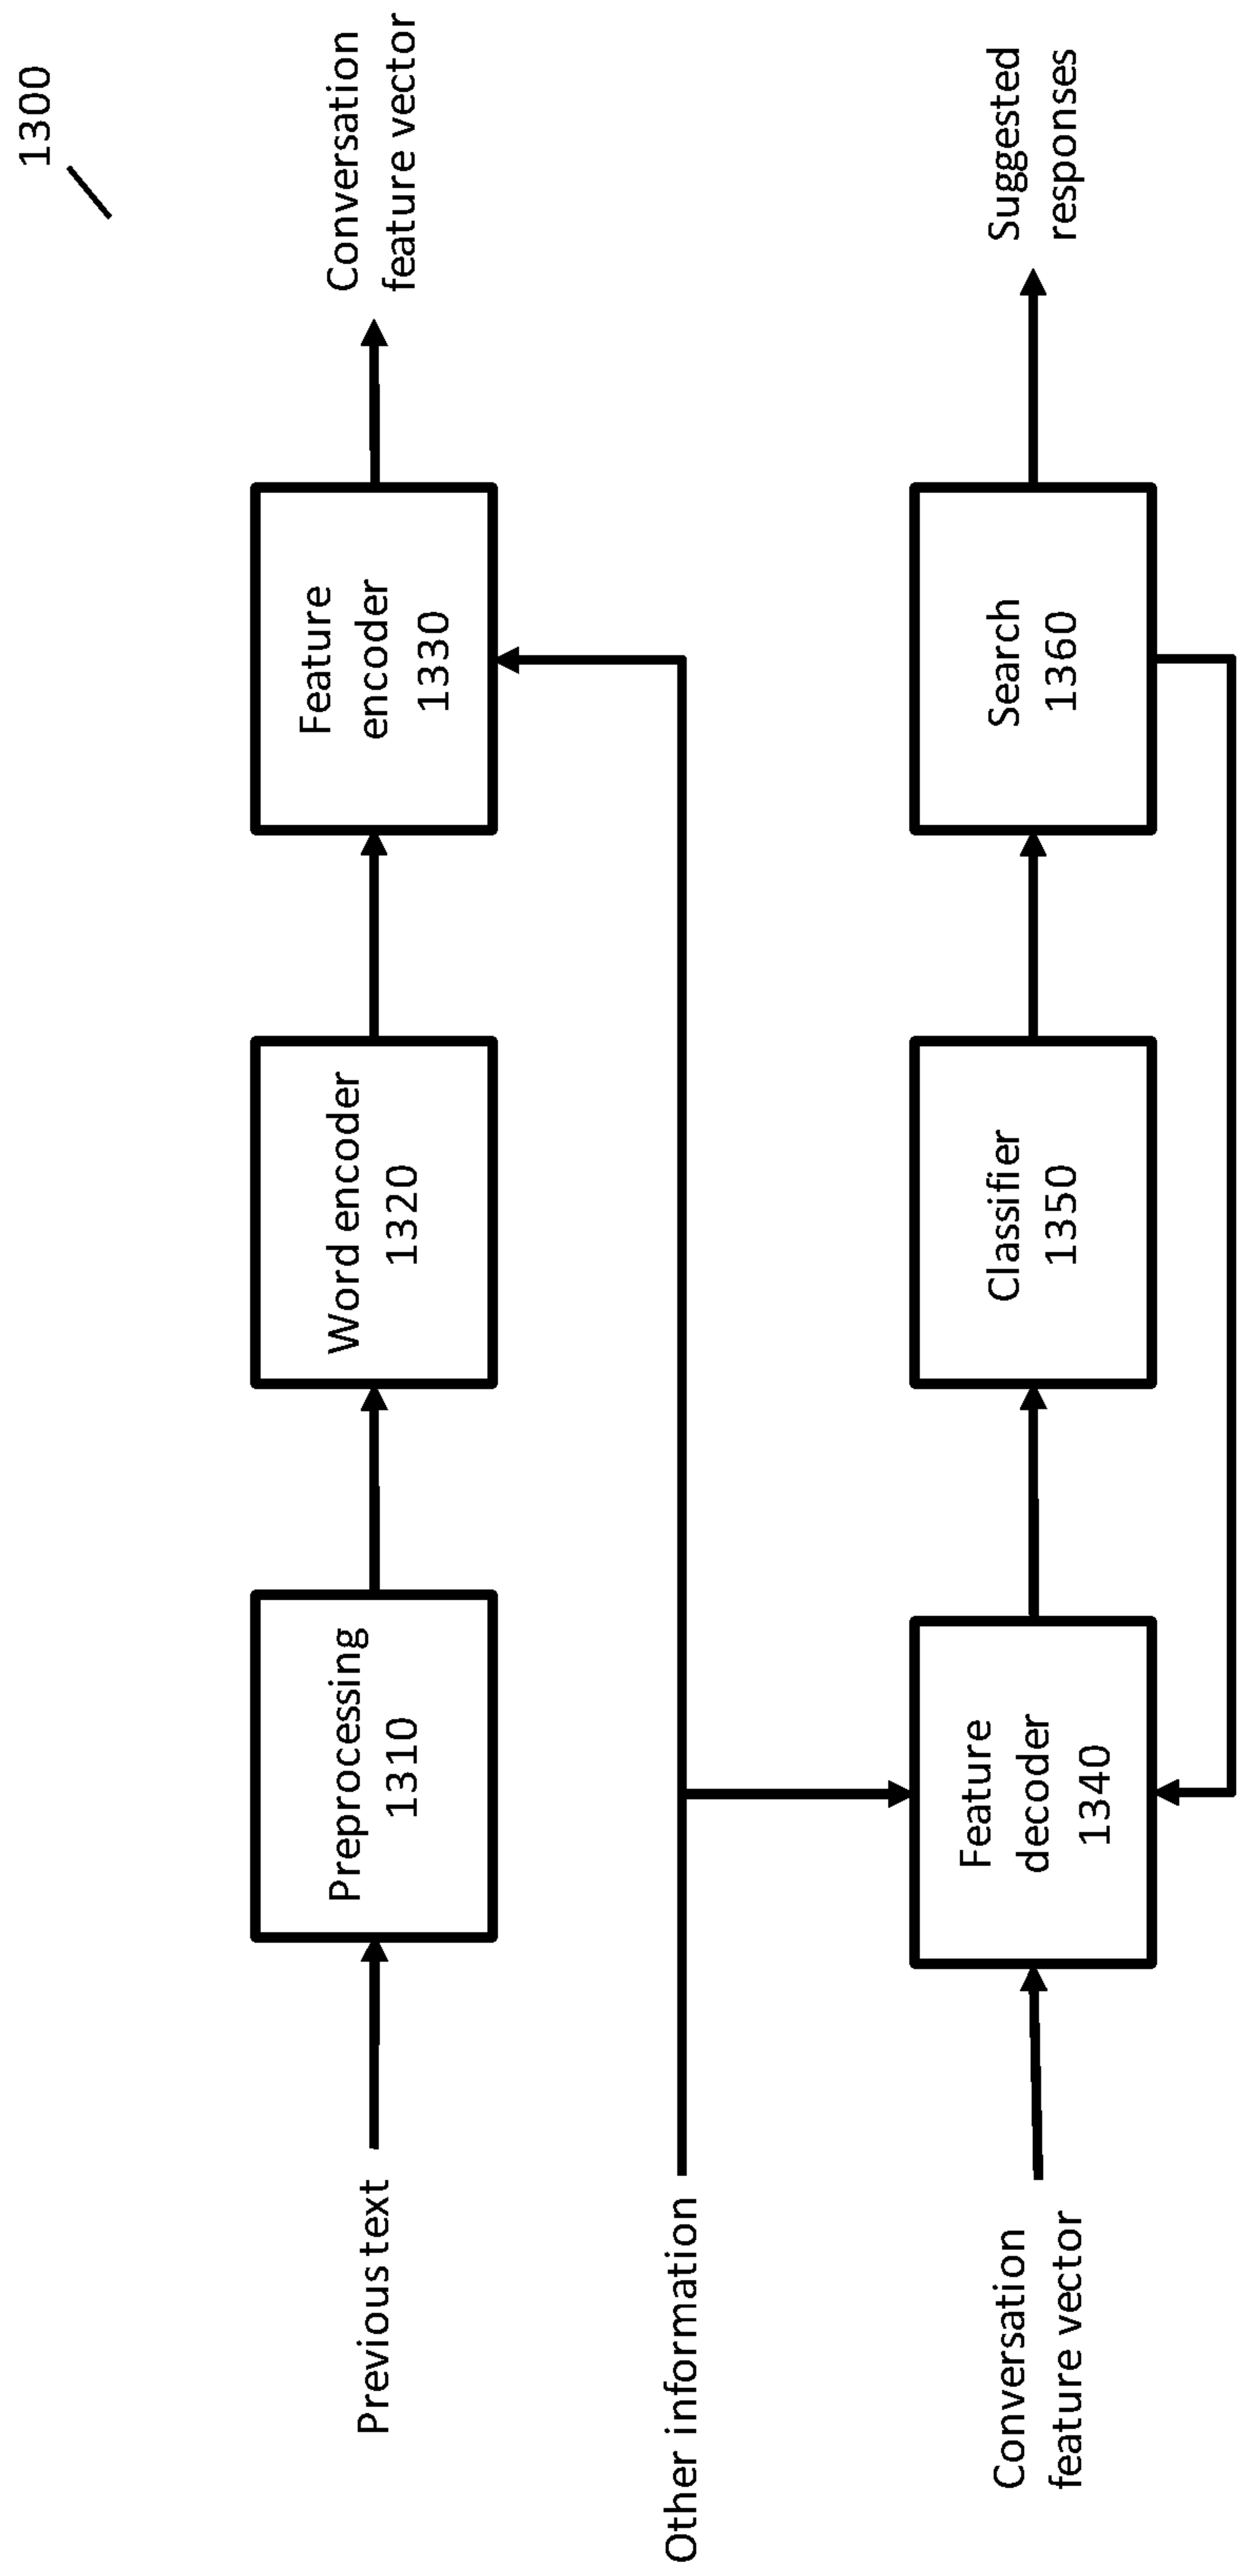 1300
Previous text
Preprocessing
1310
Word encoder
1320
Feature
encoder
1330
Conversation
feature vector
Other information
Conversation
feature vector
Feature
decoder
1340
Classifier
1350
Search
1360
Suggested
responses